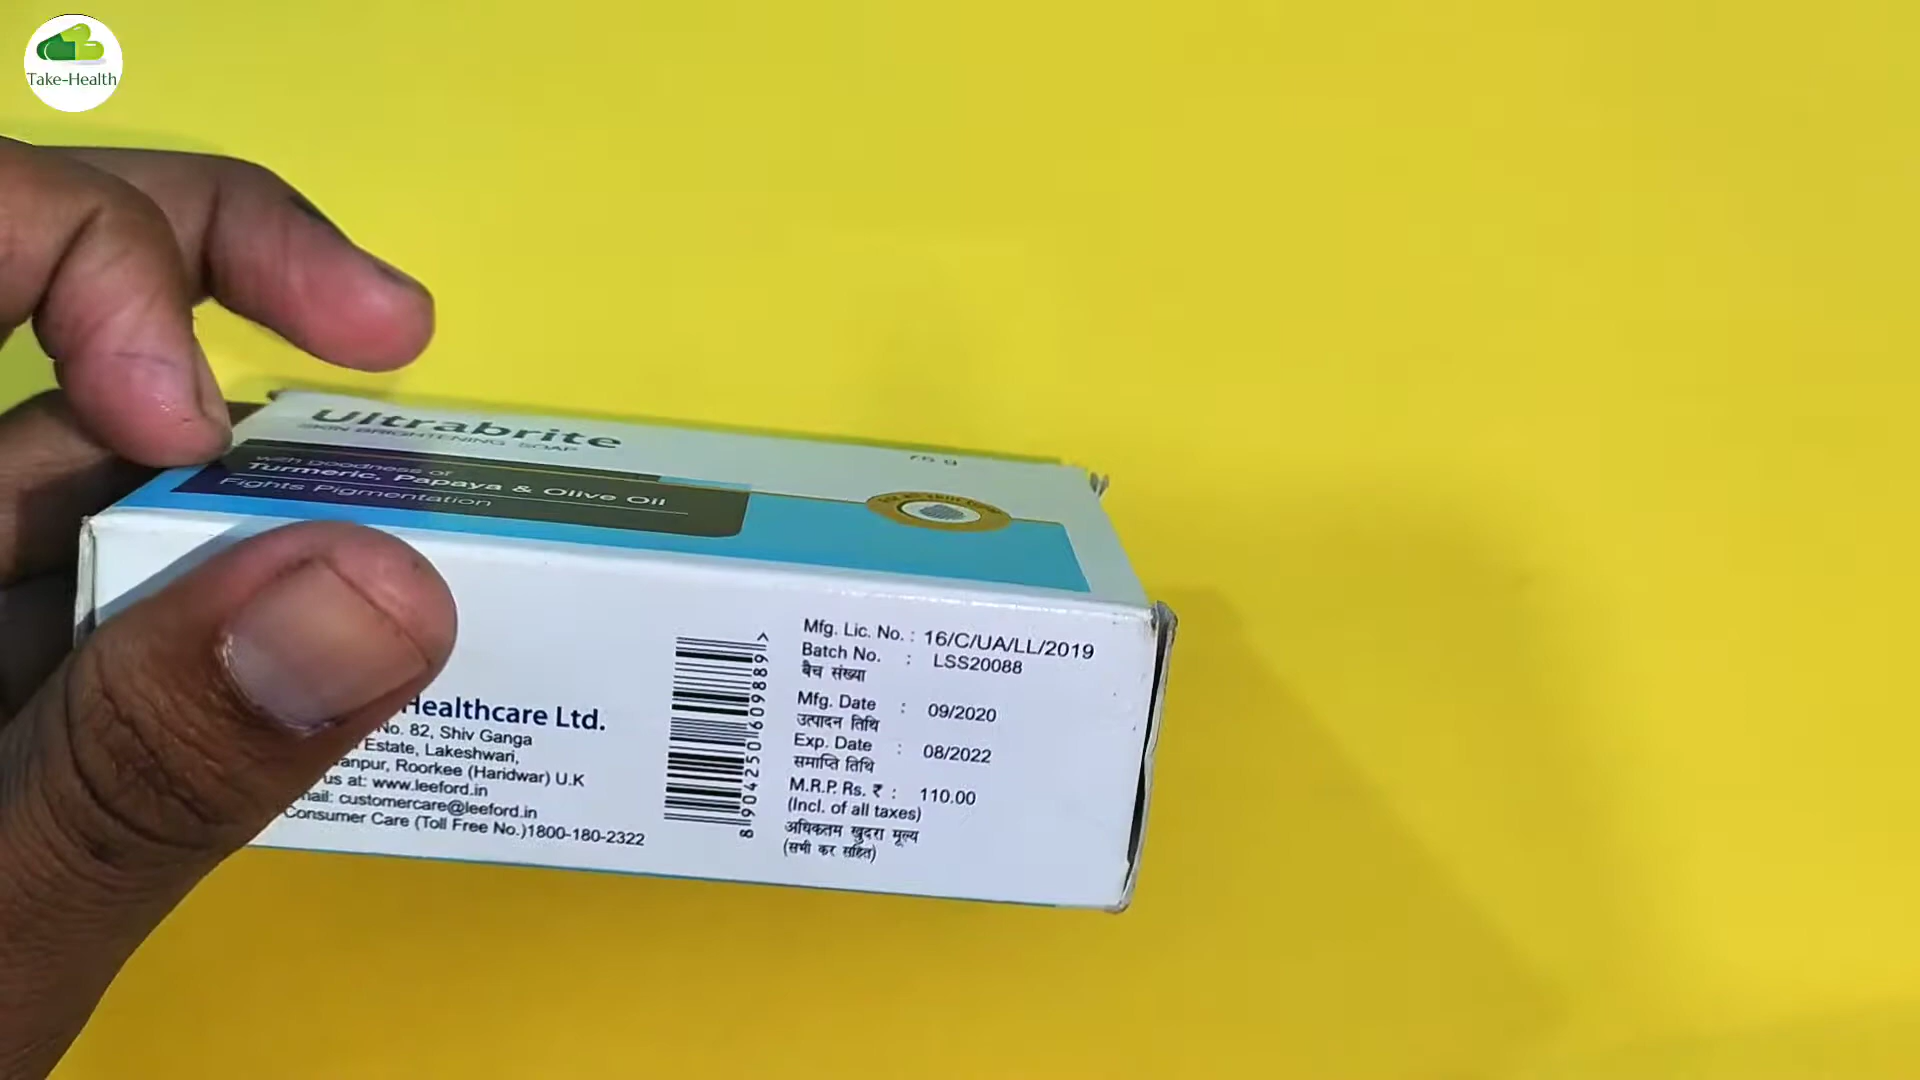 Take-Health
Ultrabrite
SKIN BRIGHTENING SOAP
75 g
with goodness of
Turmeric, Papaya & Olive Oil
Fights Pigmentation
Healthcare Ltd.
No. 82, Shiv Ganga
Estate, Lakeshwari,
Roorkee (Haridwar) U.K
us at: www.leeford.in
customercare@leeford.in
Consumer Care (Toll Free No.)1800-180-2322
8904250609889
Mfg. Lic. No. : 16/C/UA/LL/2019
Batch No. : LSS20088
बैच संख्या
Mfg. Date : 09/2020
उत्पादन तिथि
Exp. Date : 08/2022
समाप्ति तिथि
M.R.P. Rs. ₹ : 110.00
(Incl. of all taxes)
अधिकतम खुदरा मूल्य
(सभी कर सहित)